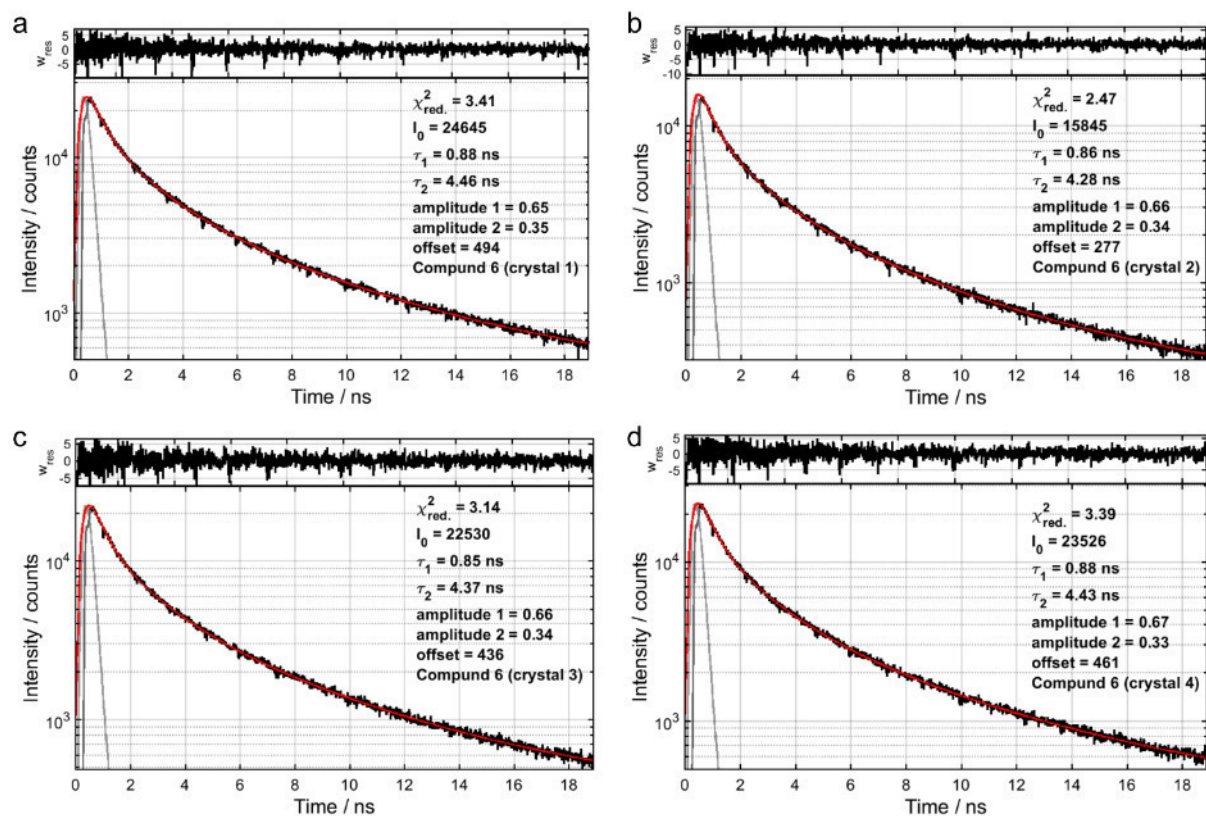 a
w_res
5
0
-5
χ²_red. = 3.41
I₀ = 24645
τ₁ = 0.88 ns
τ₂ = 4.46 ns
amplitude 1 = 0.65
amplitude 2 = 0.35
offset = 494
Compund 6 (crystal 1)
Intensity / counts
10⁴
10³
0 2 4 6 8 10 12 14 16 18
Time / ns
b
w_res
5
0
-5
-10
χ²_red. = 2.47
I₀ = 15845
τ₁ = 0.86 ns
τ₂ = 4.28 ns
amplitude 1 = 0.66
amplitude 2 = 0.34
offset = 277
Compund 6 (crystal 2)
Intensity / counts
10⁴
10³
0 2 4 6 8 10 12 14 16 18
Time / ns
c
w_res
5
0
-5
χ²_red. = 3.14
I₀ = 22530
τ₁ = 0.85 ns
τ₂ = 4.37 ns
amplitude 1 = 0.66
amplitude 2 = 0.34
offset = 436
Compund 6 (crystal 3)
Intensity / counts
10⁴
10³
0 2 4 6 8 10 12 14 16 18
Time / ns
d
w_res
5
0
-5
χ²_red. = 3.39
I₀ = 23526
τ₁ = 0.88 ns
τ₂ = 4.43 ns
amplitude 1 = 0.67
amplitude 2 = 0.33
offset = 461
Compund 6 (crystal 4)
Intensity / counts
10⁴
10³
0 2 4 6 8 10 12 14 16 18
Time / ns